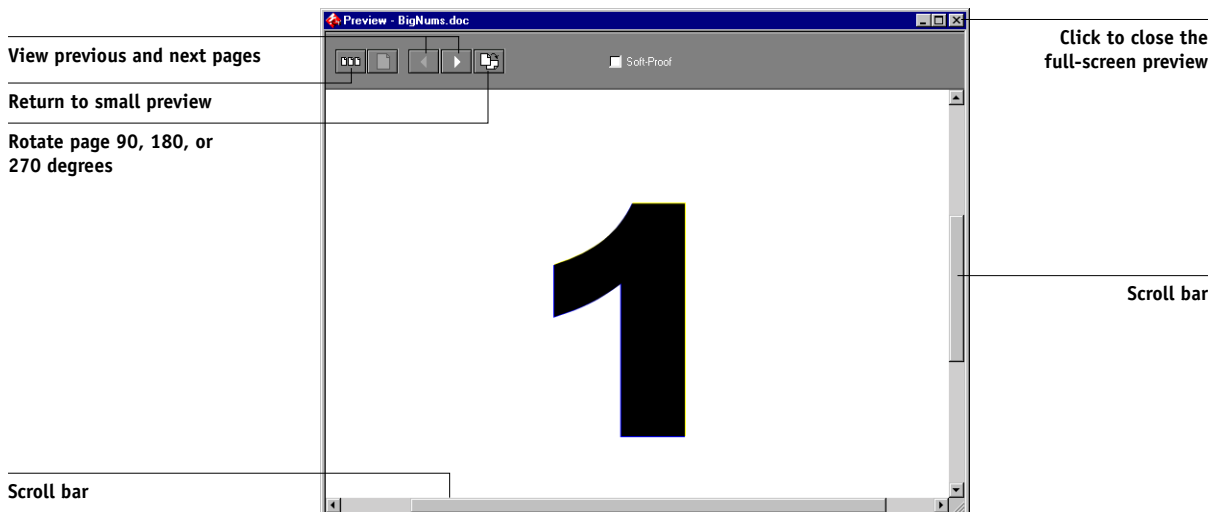 Preview - BigNums.doc
Click to close the
full-screen preview
View previous and next pages
Soft-Proof
Return to small preview
Rotate page 90, 180, or
270 degrees
1
Scroll bar
Scroll bar